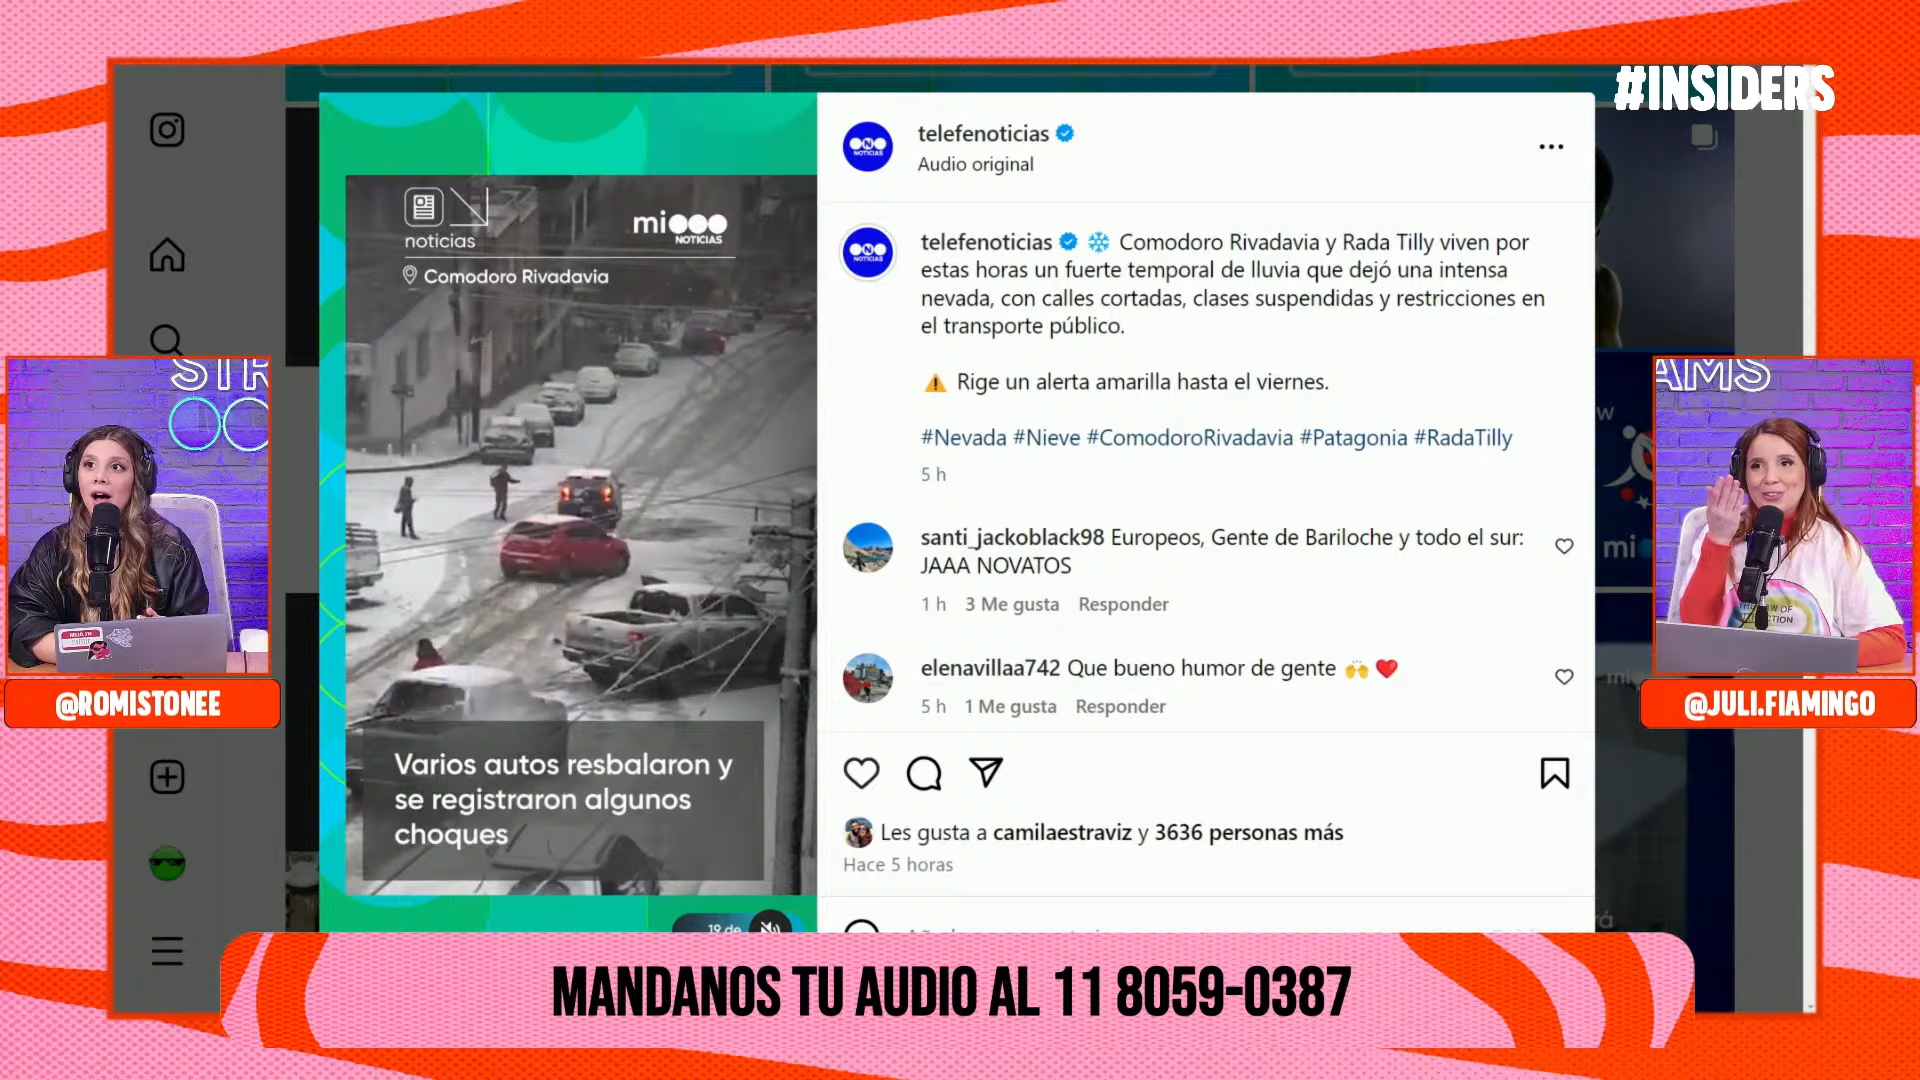 #INSIDERS
telefenoticias
Audio original
NOTICIAS
noticias
mi
NOTICIAS
Comodoro Rivadavia
telefenoticias ❄️ Comodoro Rivadavia y Rada Tilly viven por
estas horas un fuerte temporal de lluvia que dejó una intensa
nevada, con calles cortadas, clases suspendidas y restricciones en
el transporte público.
⚠️ Rige un alerta amarilla hasta el viernes.
#Nevada #Nieve #ComodoroRivadavia #Patagonia #RadaTilly
5 h
santi_jackoblack98 Europeos, Gente de Bariloche y todo el sur:
JAAA NOVATOS
1 h 3 Me gusta Responder
elenavillaa742 Que bueno humor de gente 🙌 ❤️
5 h 1 Me gusta Responder
@ROMISTONEE
@JULI.FIAMINGO
Varios autos resbalaron y
se registraron algunos
choques
Les gusta a camilaestraviz y 3636 personas más
Hace 5 horas
19 de
MANDANOS TU AUDIO AL 11 8059-0387